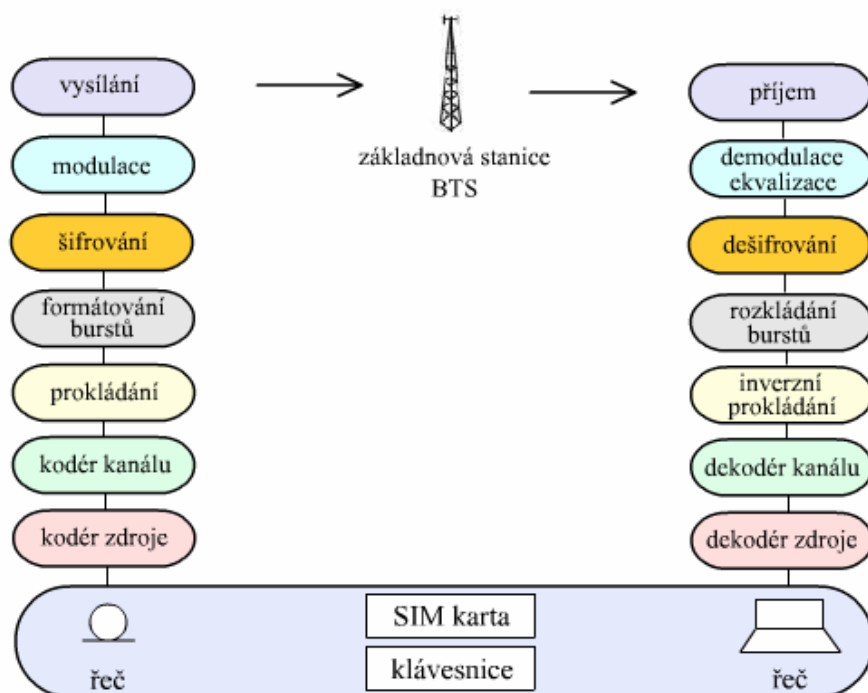 vysílání
modulace
šifrování
formátování
burstů
prokládání
kodér kanálu
kodér zdroje
řeč
základnová stanice
BTS
SIM karta
klávesnice
příjem
demodulace
ekvalizace
dešifrování
rozkládání
burstů
inverzní
prokládání
dekodér kanálu
dekodér zdroje
řeč